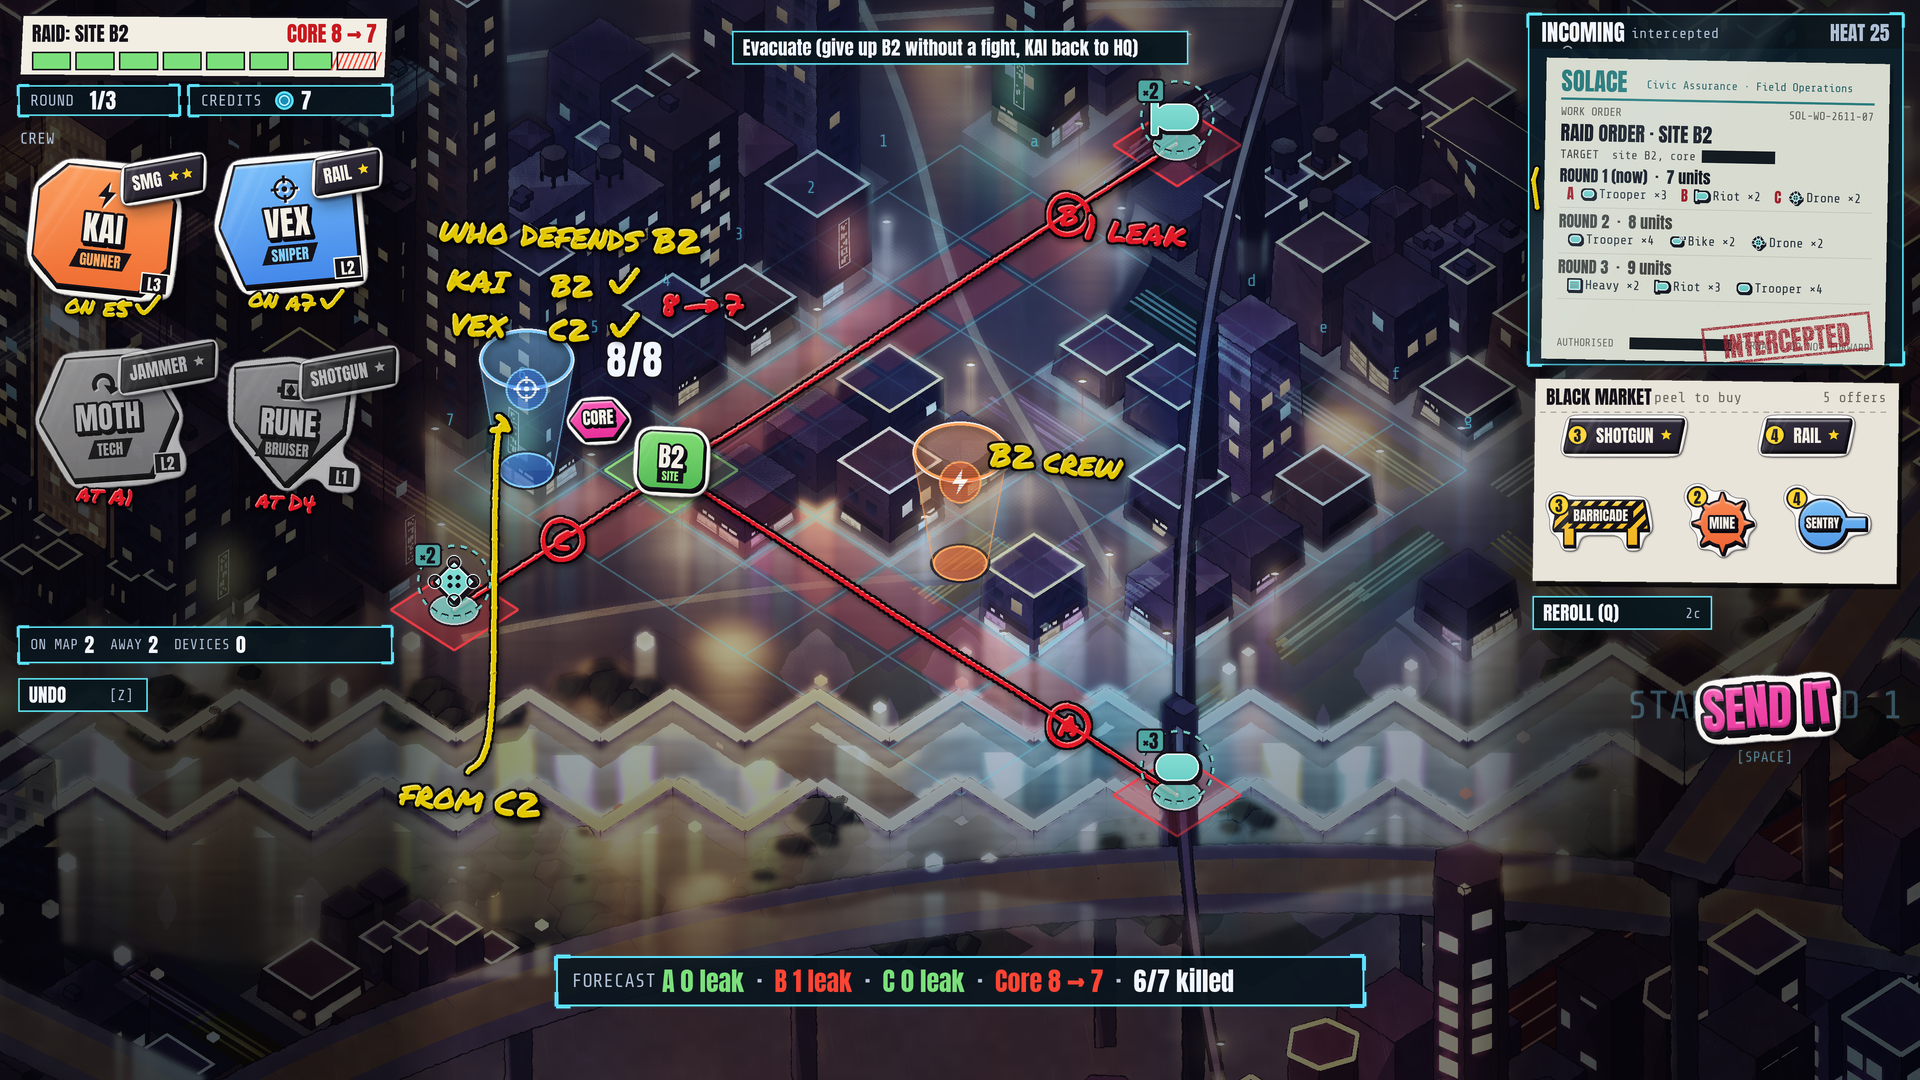 RAID: SITE B2
CORE 8 → 7
ROUND 1/3
CREDITS 7
CREW
SMG ★★
KAI
GUNNER
L3
ON E5 ✓
RAIL ★
VEX
SNIPER
L2
ON A7 ✓
JAMMER ★
MOTH
TECH
L2
AT A1
SHOTGUN ★
RUNE
BRUISER
L1
AT D4
ON MAP 2 AWAY 2 DEVICES 0
UNDO [Z]
Evacuate (give up B2 without a fight, KAI back to HQ)
WHO DEFENDS B2
KAI B2 ✓
VEX C2 ✓
8 → 7
8/8
CORE
B2
SITE
B2 CREW
FROM C2
1 LEAK
A
B
C
×2
×2
×3
1
2
3
4
5
7
a
d
e
f
g
INCOMING intercepted
HEAT 25
SOLACE Civic Assurance · Field Operations
WORK ORDER
SOL-WO-2611-07
RAID ORDER · SITE B2
TARGET site B2, core
ROUND 1 (now) · 7 units
A Trooper ×3 B Riot ×2 C Drone ×2
ROUND 2 · 8 units
Trooper ×4 Bike ×2 Drone ×2
ROUND 3 · 9 units
Heavy ×2 Riot ×3 Trooper ×4
AUTHORISED
INTERCEPTED
BLACK MARKET peel to buy 5 offers
3 SHOTGUN ★
4 RAIL ★
3 BARRICADE
2 MINE
4 SENTRY
REROLL (Q) 2c
SEND IT
[SPACE]
FORECAST A 0 leak · B 1 leak · C 0 leak · Core 8 → 7 · 6/7 killed